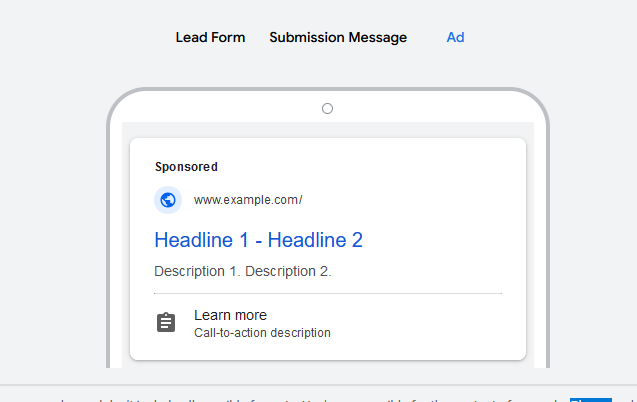 Lead Form Submission Message Ad
Sponsored
www.example.com/
Headline 1 - Headline 2
Description 1. Description 2.
Learn more
Call-to-action description